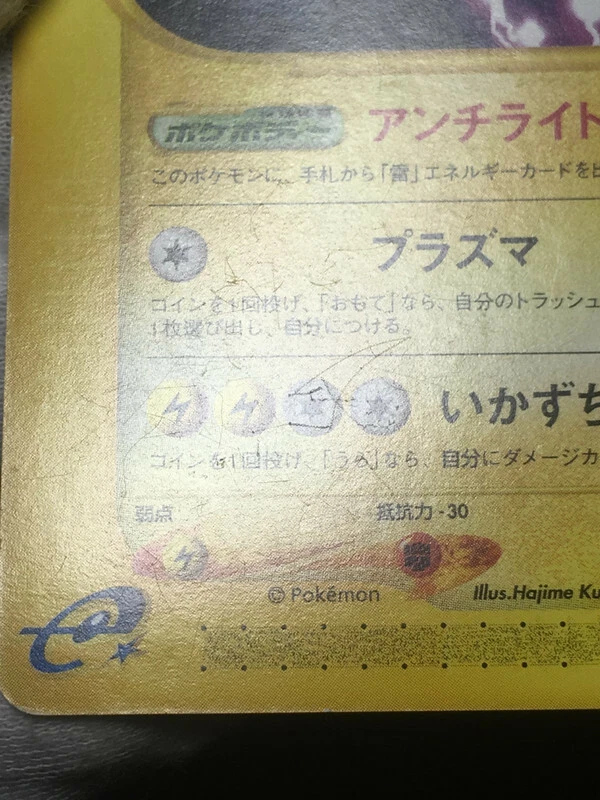 ポケボディー
アンチライト
このポケモンに、手札から「雷」エネルギーカードを
プラズマ
コインを1回投げ、「おもて」なら、自分のトラッシュ
1枚選び出し、自分につける。
いかずち
コインを1回投げ、「うら」なら、自分にダメージカ
弱点 抵抗力 -30
© Pokémon Illus.Hajime Ku
e